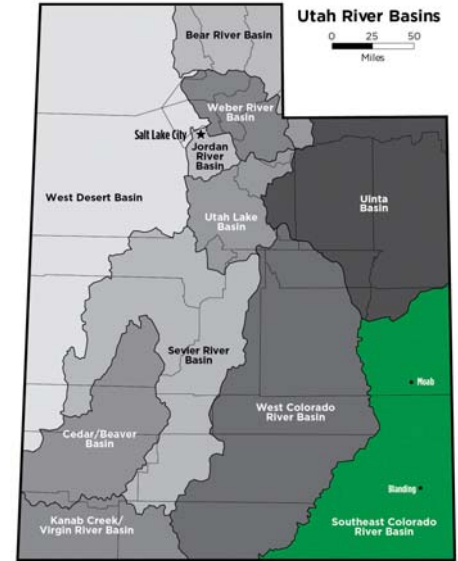 Utah River Basins
0 25 50
Miles
Bear River Basin
Weber River
Basin
Salt Lake City
Jordan
River
Basin
West Desert Basin
Uinta
Basin
Utah Lake
Basin
Sevier River
Basin
Moab
West Colorado
River Basin
Cedar/Beaver
Basin
Blanding
Kanab Creek/
Virgin River Basin
Southeast Colorado
River Basin